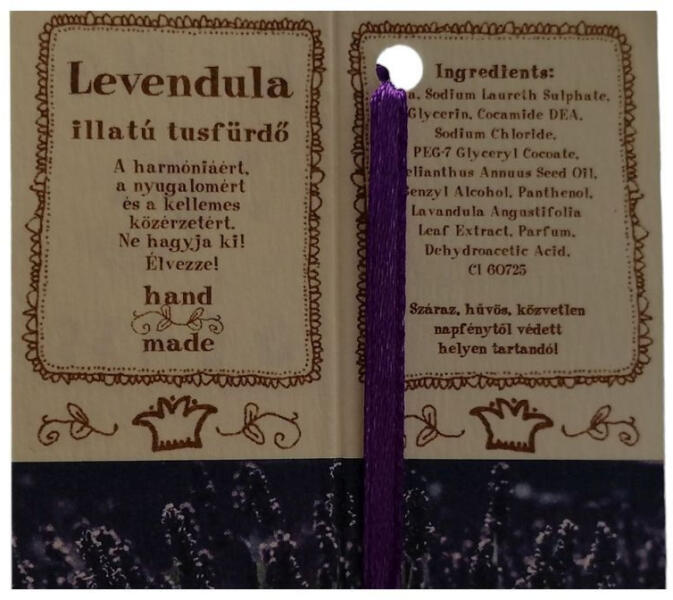 Levendula
illatú tusfürdő
A harmóniáért,
a nyugalomért
és a kellemes
közérzetért.
Ne hagyja ki!
Élvezze!
hand
made
Ingredients:
Sodium Laureth Sulphate,
Glycerin, Cocamide DEA,
Sodium Chloride,
PEG-7 Glyceryl Cocoate,
Annuus Seed Oil,
Benzyl Alcohol, Panthenol,
Lavandula Angustifolia
Leaf Extract, Parfum,
Dehydroacetic Acid,
CI 60725
Száraz, hűvös, közvetlen
napfénytől védett
helyen tartandó!